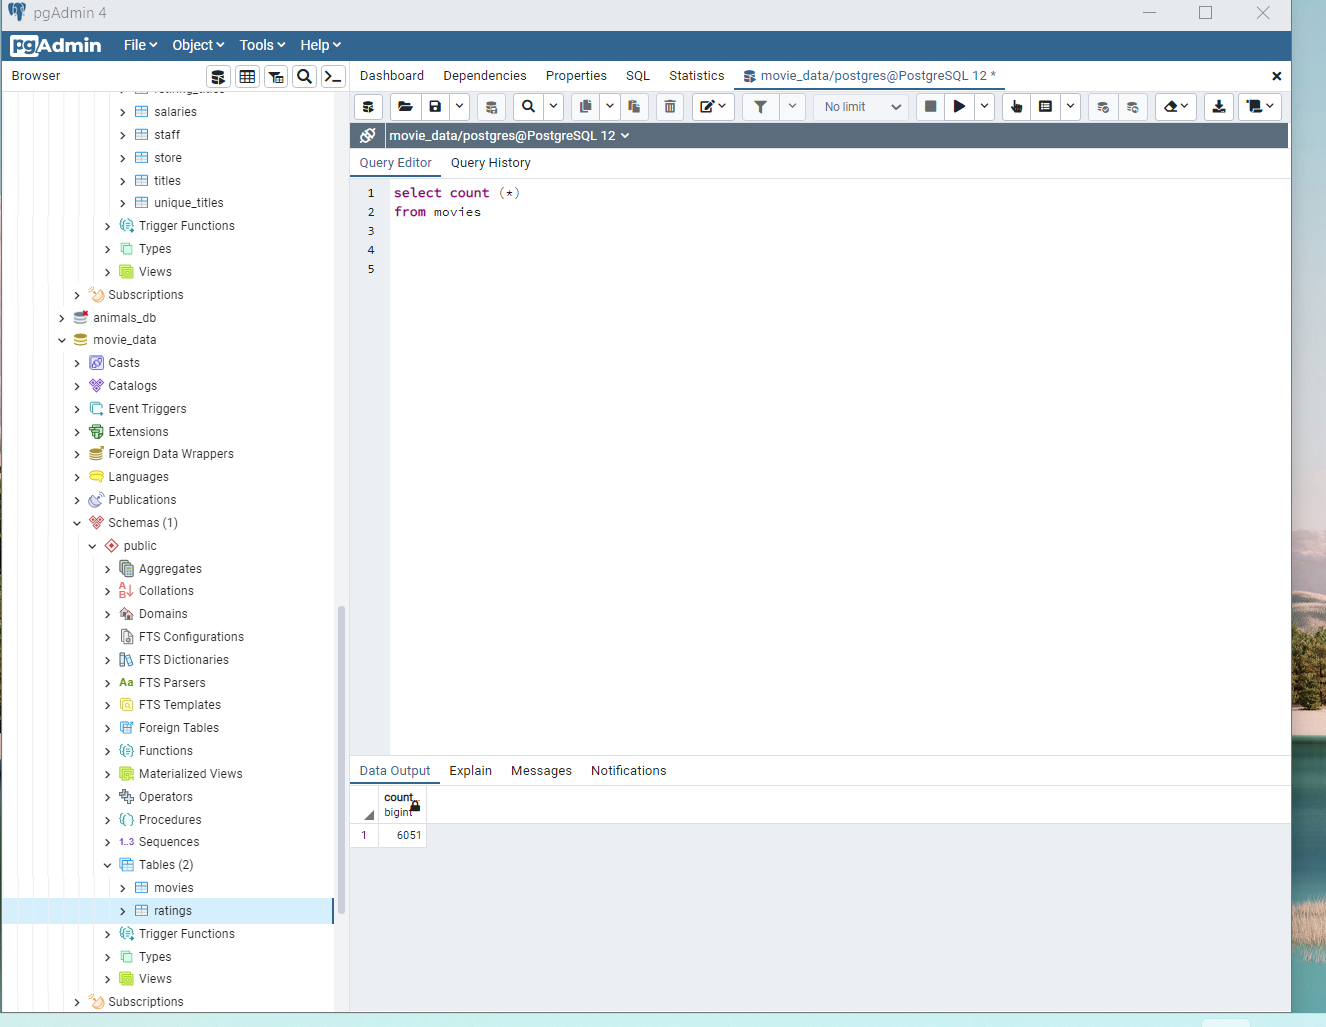 pgAdmin 4
pgAdmin File Object Tools Help
Browser
Dashboard Dependencies Properties SQL Statistics movie_data/postgres@PostgreSQL 12 *
No limit
movie_data/postgres@PostgreSQL 12
Query Editor Query History
1 select count (*)
2 from movies
3
4
5
salaries
staff
store
titles
unique_titles
Trigger Functions
Types
Views
Subscriptions
animals_db
movie_data
Casts
Catalogs
Event Triggers
Extensions
Foreign Data Wrappers
Languages
Publications
Schemas (1)
public
Aggregates
Collations
Domains
FTS Configurations
FTS Dictionaries
Aa FTS Parsers
FTS Templates
Foreign Tables
Functions
Materialized Views
Operators
Procedures
1..3 Sequences
Tables (2)
movies
ratings
Trigger Functions
Types
Views
Subscriptions
Data Output Explain Messages Notifications
count
bigint
1 6051